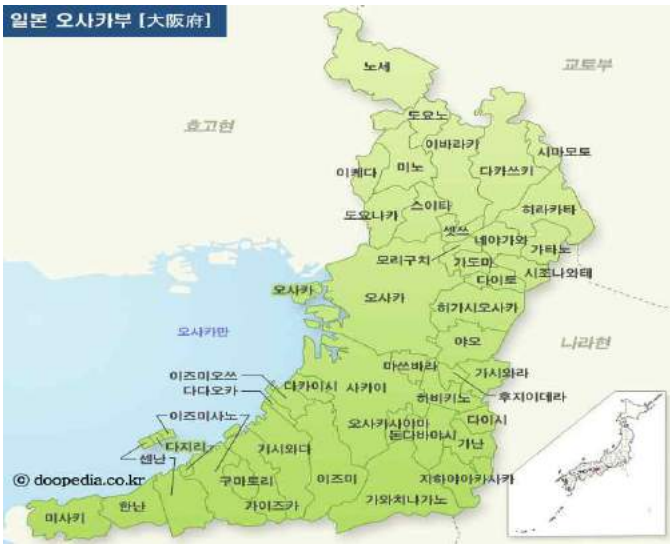 일본 오사카부 [大阪府]
노세
교토부
효고현
도요노
이바라키
시마모토
이케다
미노
다카쓰키
도요나카
스이타
히라카타
셋쓰
네야가와
모리구치
가도마
가타노
다이토
시조나와테
오사카
오사카
히가시오사카
오사카만
야오
나라현
마쓰바라
가시와라
이즈미오쓰
다카이시
사카이
다다오카
허비키노
후지이데라
이즈미사노
오사카사야마
다이시
돈다바야시
다지리
기시와다
가난
센난
© doopedia.co.kr
구마토리
이즈미
지하야아카사카
미사키
한난
가이즈카
가와치나가노